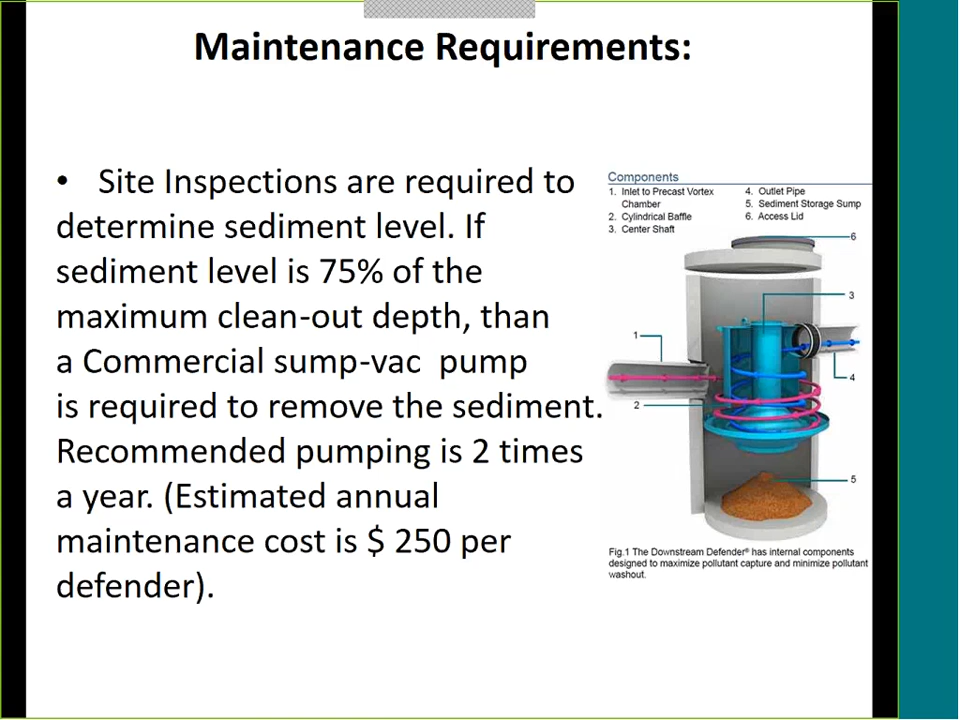 Maintenance Requirements:
• Site Inspections are required to
determine sediment level. If
sediment level is 75% of the
maximum clean-out depth, than
a Commercial sump-vac  pump
is required to remove the sediment.
Recommended pumping is 2 times
a year. (Estimated annual
maintenance cost is $ 250 per
defender).
Components
1. Inlet to Precast Vortex
Chamber
2. Cylindrical Baffle
3. Center Shaft
4. Outlet Pipe
5. Sediment Storage Sump
6. Access Lid
6
3
1
4
2
5
Fig.1 The Downstream Defender® has internal components
designed to maximize pollutant capture and minimize pollutant
washout.